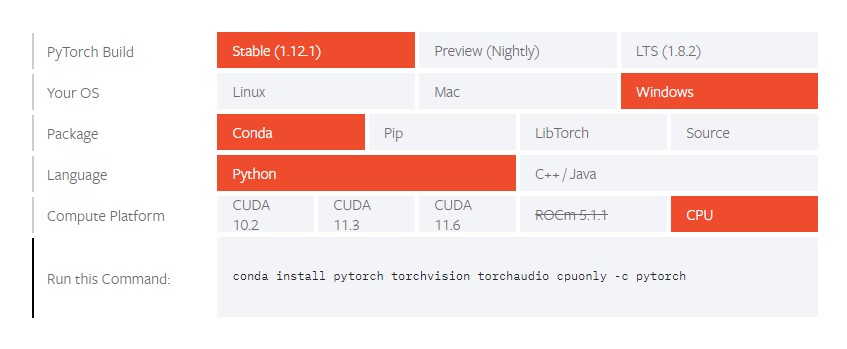 PyTorch Build Stable (1.12.1) Preview (Nightly) LTS (1.8.2)
Your OS Linux Mac Windows
Package Conda Pip LibTorch Source
Language Python C++ / Java
Compute Platform CUDA 10.2 CUDA 11.3 CUDA 11.6 ROCm 5.1.1 CPU
Run this Command: conda install pytorch torchvision torchaudio cpuonly -c pytorch